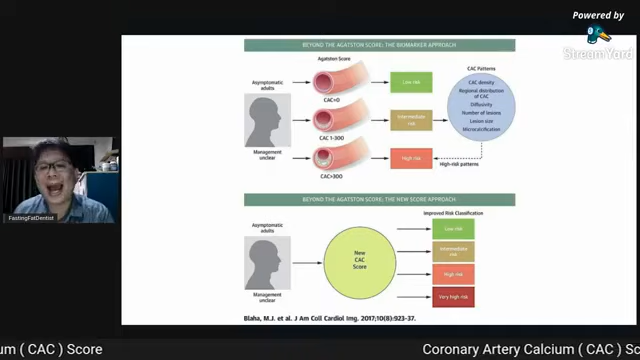 Powered by
StreamYard
BEYOND THE AGATSTON SCORE: THE BIOMARKER APPROACH
Agatston Score
CAC Patterns
Asymptomatic
adults
CAC=0
Low risk
CAC density
Regional distribution
of CAC
Diffusivity
Number of lesions
Lesion size
Microcalcification
CAC 1-300
Intermediate
risk
Management
unclear
CAC>300
High risk
High-risk patterns
FastingFatDentist
BEYOND THE AGATSTON SCORE: THE NEW SCORE APPROACH
Improved Risk Classification
Asymptomatic
adults
New
CAC
Score
Low risk
Intermediate
risk
High risk
Very high risk
Management
unclear
Blaha, M.J. et al. J Am Coll Cardiol Img. 2017;10(8):923-37.
um ( CAC ) Score
Coronary Artery Calcium ( CAC ) Sc